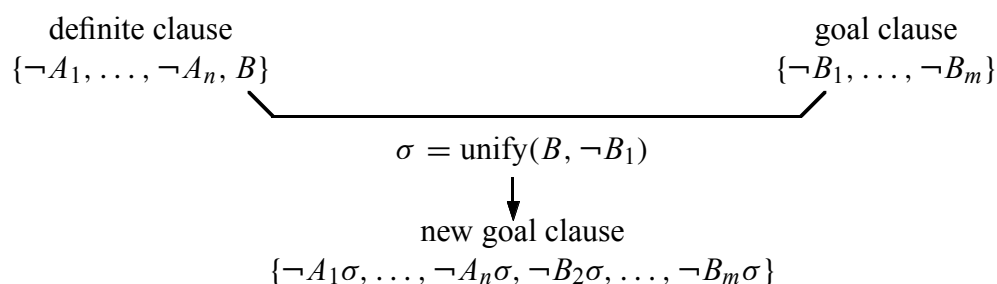 definite clause
goal clause
{¬A₁, . . . , ¬Aₙ, B}
{¬B₁, . . . , ¬Bₘ}
σ = unify(B, ¬B₁)
new goal clause
{¬A₁σ, . . . , ¬Aₙσ, ¬B₂σ, . . . , ¬Bₘσ}